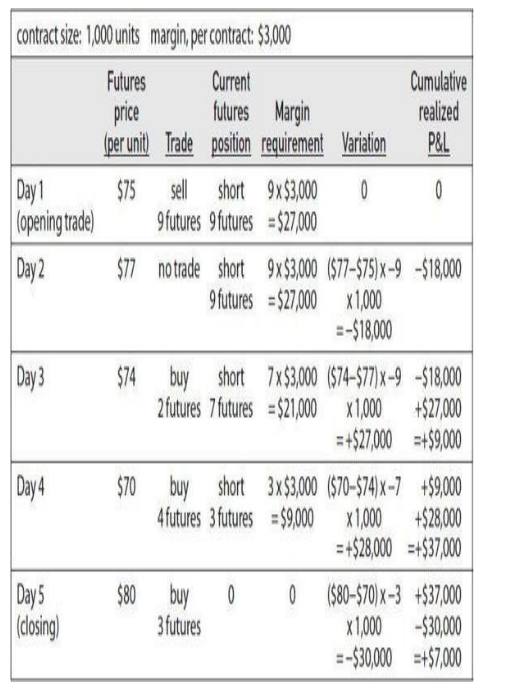 contract size: 1,000 units margin, per contract: $3,000
Futures Current Cumulative
price futures Margin realized
(per unit) Trade position requirement Variation P&L
Day 1 $75 sell short 9 x $3,000 0 0
(opening trade) 9 futures 9 futures = $27,000
Day 2 $77 no trade short 9 x $3,000 ($77–$75) x –9 –$18,000
9 futures = $27,000 x 1,000
= –$18,000
Day 3 $74 buy short 7 x $3,000 ($74–$77) x –9 –$18,000
2 futures 7 futures = $21,000 x 1,000 +$27,000
= +$27,000 = +$9,000
Day 4 $70 buy short 3 x $3,000 ($70–$74) x –7 +$9,000
4 futures 3 futures = $9,000 x 1,000 +$28,000
= +$28,000 = +$37,000
Day 5 $80 buy 0 0 ($80–$70) x –3 +$37,000
(closing) 3 futures x 1,000 –$30,000
= –$30,000 = +$7,000